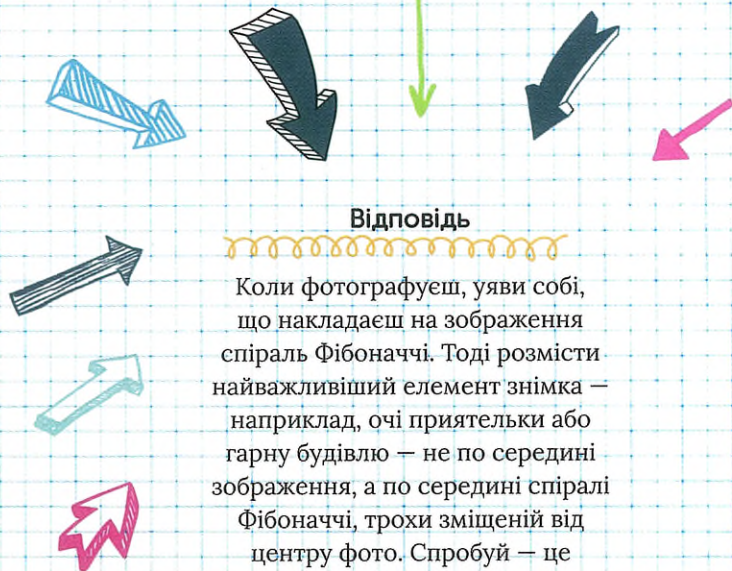 Відповідь
Коли фотографуєш, уяви собі,
що накладаєш на зображення
спіраль Фібоначчі. Тоді розмісти
найважливіший елемент знімка —
наприклад, очі приятельки або
гарну будівлю — не по середині
зображення, а по середині спіралі
Фібоначчі, трохи зміщеній від
центру фото. Спробуй — це